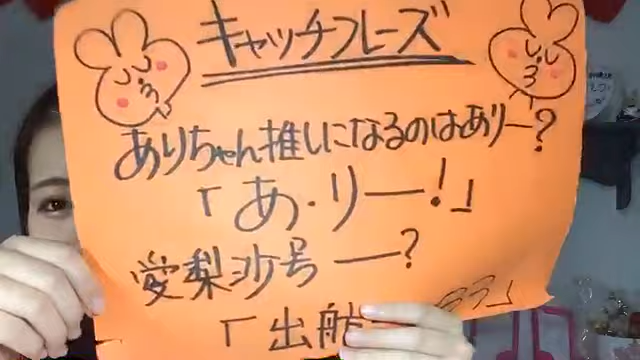 キャッチフレーズ
ありちゃん推しになるのはありー?
「あ・りー!」
愛梨沙号ー?
「出航